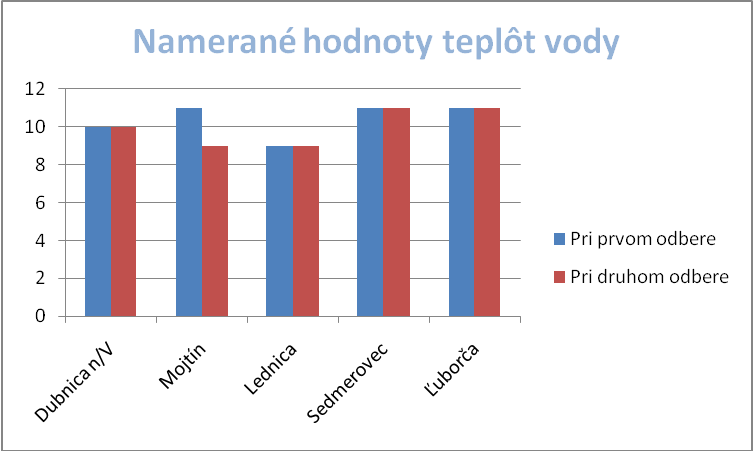 Namerané hodnoty teplôt vody
12
10
8
6
4
2
0
Dubnica n/V
Mojtín
Lednica
Sedmerovec
Ľuborča
Pri prvom odbere
Pri druhom odbere